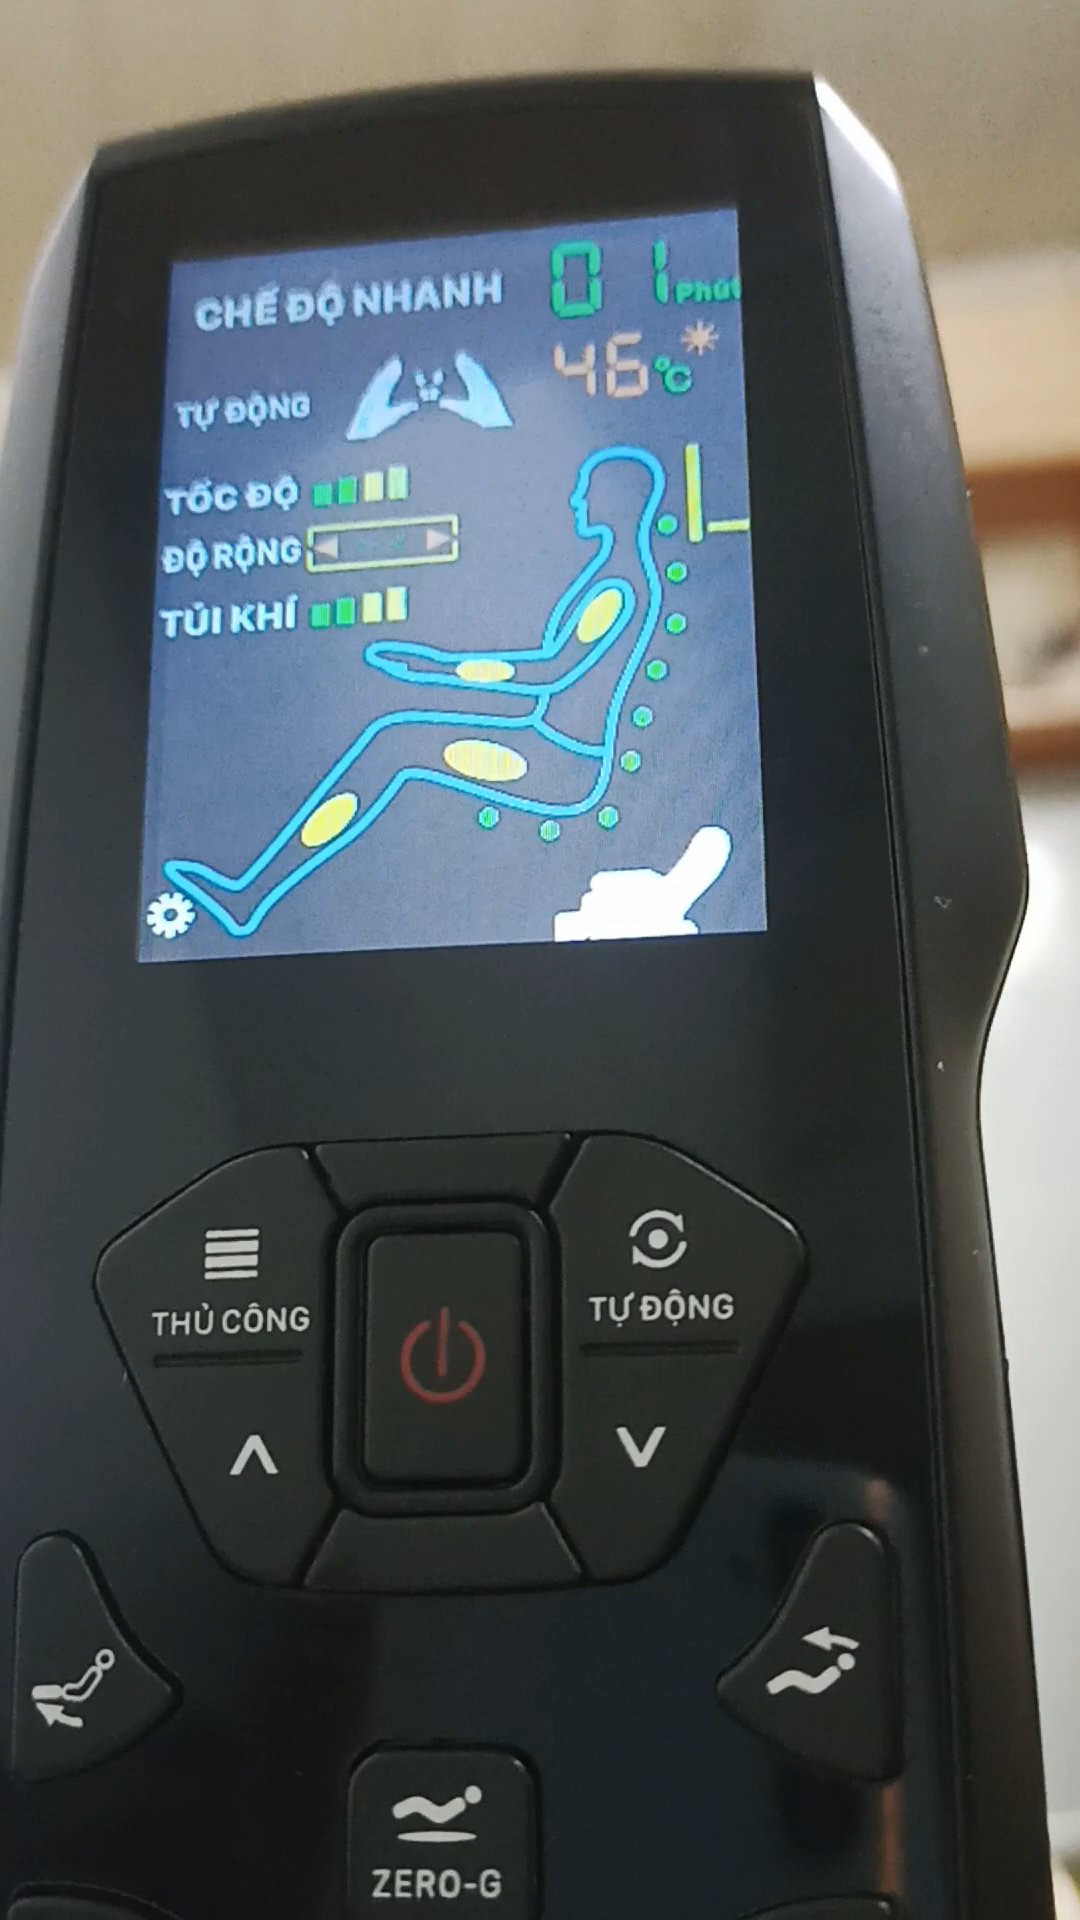 CHẾ ĐỘ NHANH
01 Phút
46°C
TỰ ĐỘNG
TỐC ĐỘ
ĐỘ RỘNG
TÚI KHÍ
THỦ CÔNG
TỰ ĐỘNG
ZERO-G